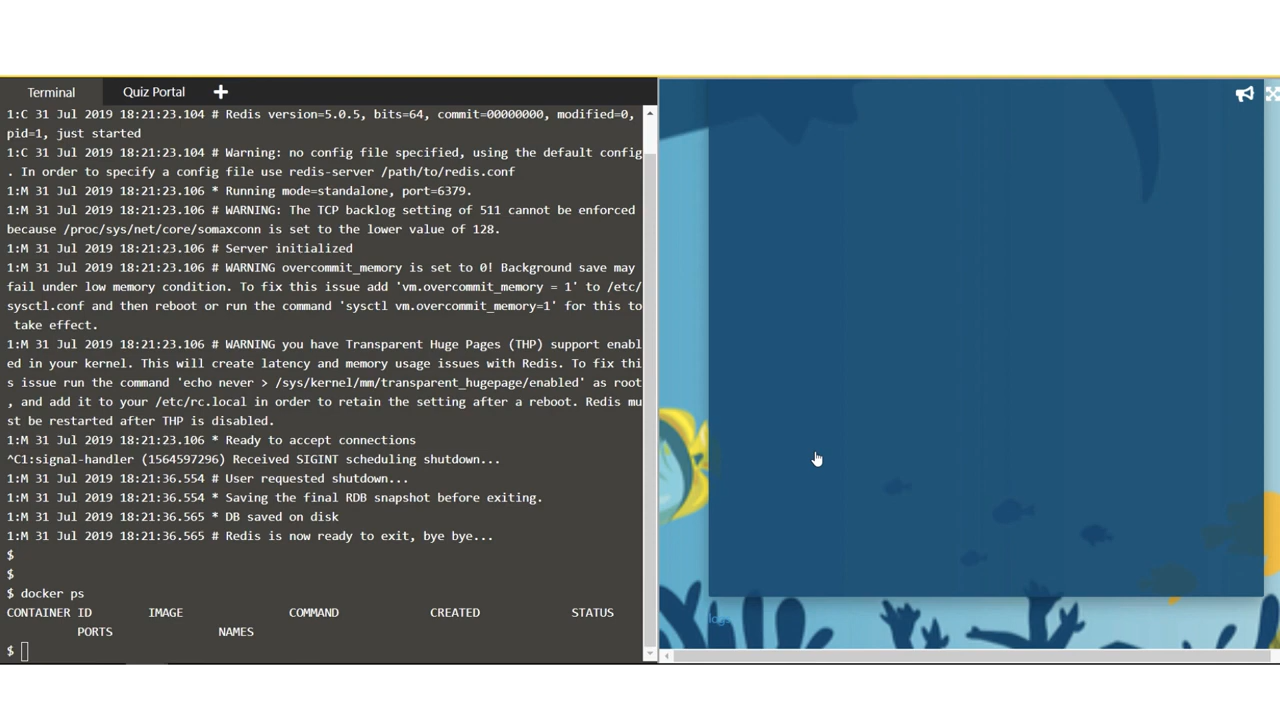 Terminal Quiz Portal +
1:C 31 Jul 2019 18:21:23.104 # Redis version=5.0.5, bits=64, commit=00000000, modified=0,
pid=1, just started
1:C 31 Jul 2019 18:21:23.104 # Warning: no config file specified, using the default config
. In order to specify a config file use redis-server /path/to/redis.conf
1:M 31 Jul 2019 18:21:23.106 * Running mode=standalone, port=6379.
1:M 31 Jul 2019 18:21:23.106 # WARNING: The TCP backlog setting of 511 cannot be enforced
because /proc/sys/net/core/somaxconn is set to the lower value of 128.
1:M 31 Jul 2019 18:21:23.106 # Server initialized
1:M 31 Jul 2019 18:21:23.106 # WARNING overcommit_memory is set to 0! Background save may
fail under low memory condition. To fix this issue add 'vm.overcommit_memory = 1' to /etc/
sysctl.conf and then reboot or run the command 'sysctl vm.overcommit_memory=1' for this to
take effect.
1:M 31 Jul 2019 18:21:23.106 # WARNING you have Transparent Huge Pages (THP) support enabl
ed in your kernel. This will create latency and memory usage issues with Redis. To fix thi
s issue run the command 'echo never > /sys/kernel/mm/transparent_hugepage/enabled' as root
, and add it to your /etc/rc.local in order to retain the setting after a reboot. Redis mu
st be restarted after THP is disabled.
1:M 31 Jul 2019 18:21:23.106 * Ready to accept connections
^C1:signal-handler (1564597296) Received SIGINT scheduling shutdown...
1:M 31 Jul 2019 18:21:36.554 # User requested shutdown...
1:M 31 Jul 2019 18:21:36.554 * Saving the final RDB snapshot before exiting.
1:M 31 Jul 2019 18:21:36.565 * DB saved on disk
1:M 31 Jul 2019 18:21:36.565 # Redis is now ready to exit, bye bye...
$
$
$ docker ps
CONTAINER ID IMAGE COMMAND CREATED STATUS
PORTS NAMES
$